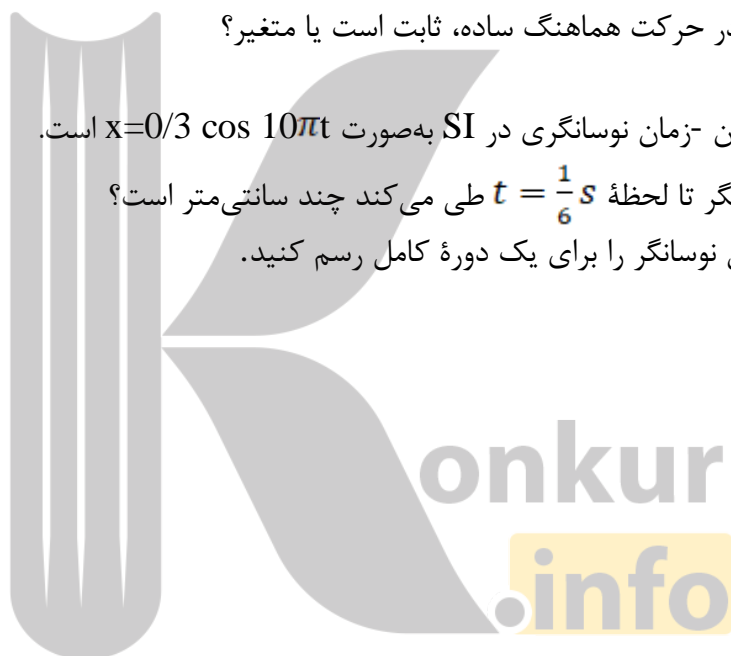 در حرکت هماهنگ ساده، ثابت است یا متغیر؟
-زمان نوسانگری در SI به‌صورت x=0/3 cos 10πt است.
تا لحظهٔ t = 1/6 s طی می‌کند چند سانتی‌متر است؟
نوسانگر را برای یک دورهٔ کامل رسم کنید.
Konkur
.info